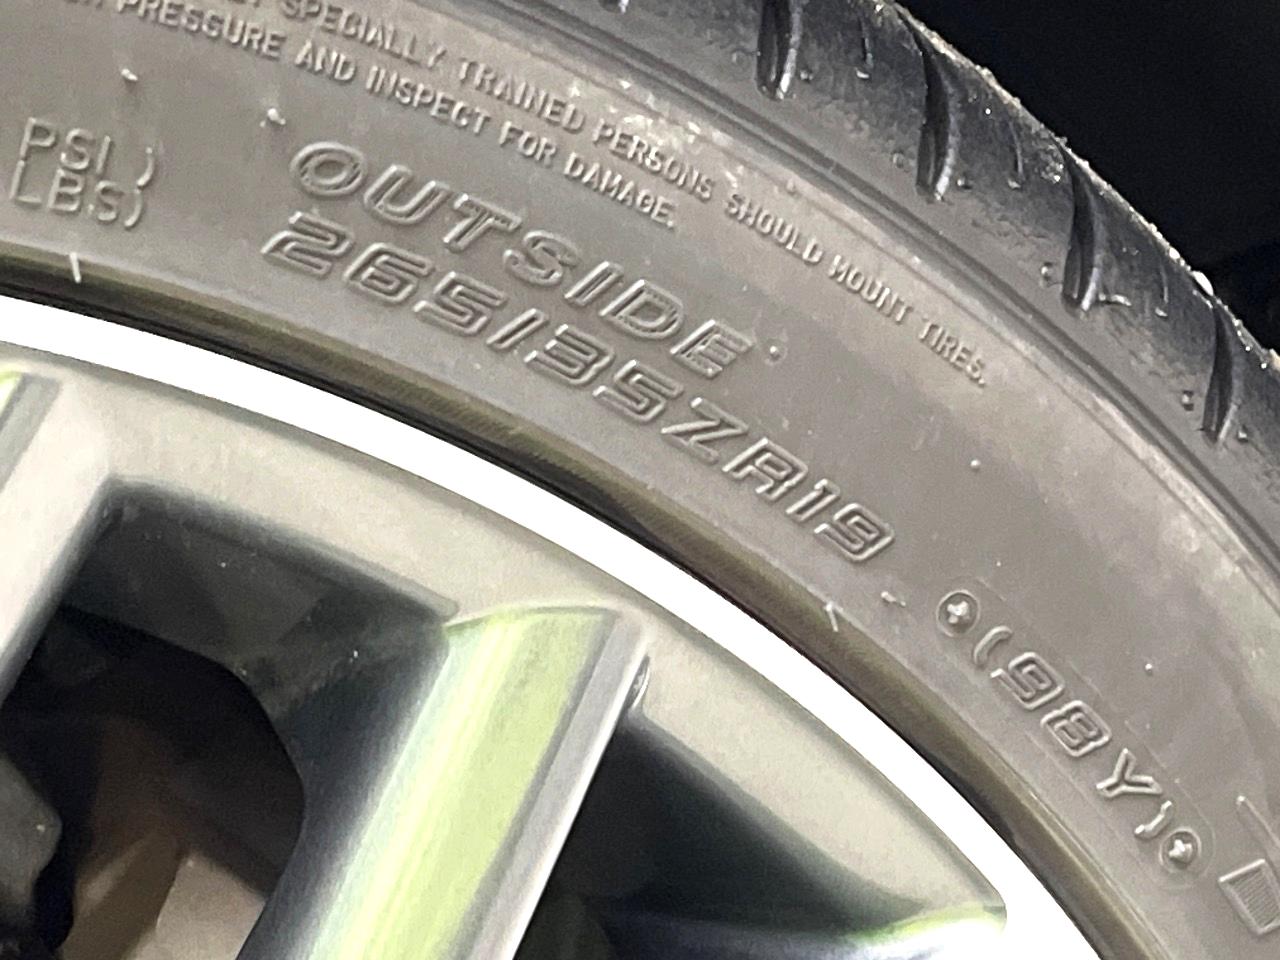 SPECIALLY TRAINED PERSONS SHOULD MOUNT TIRES.
PRESSURE AND INSPECT FOR DAMAGE.
PSI)
LBS)
OUTSIDE
265/35ZR19
(98Y)